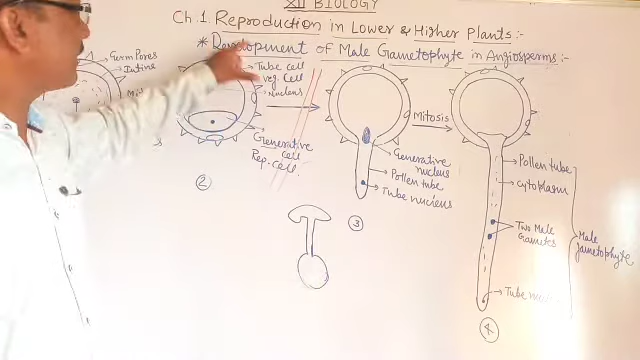 XII BIOLOGY
Ch.1 Reproduction in Lower & Higher Plants:-
* Development of Male Gametophyte in Angiosperms :-
Germ Pores
Intine
Tube cell
veg. Cell
Nucleus
Generative
cell
Rep. cell
2
Mitosis
Generative
nucleus
Pollen tube
Tube nucleus
3
Pollen tube
cytoplasm
Two Male
Gametes
Male
gametophyte
Tube
4